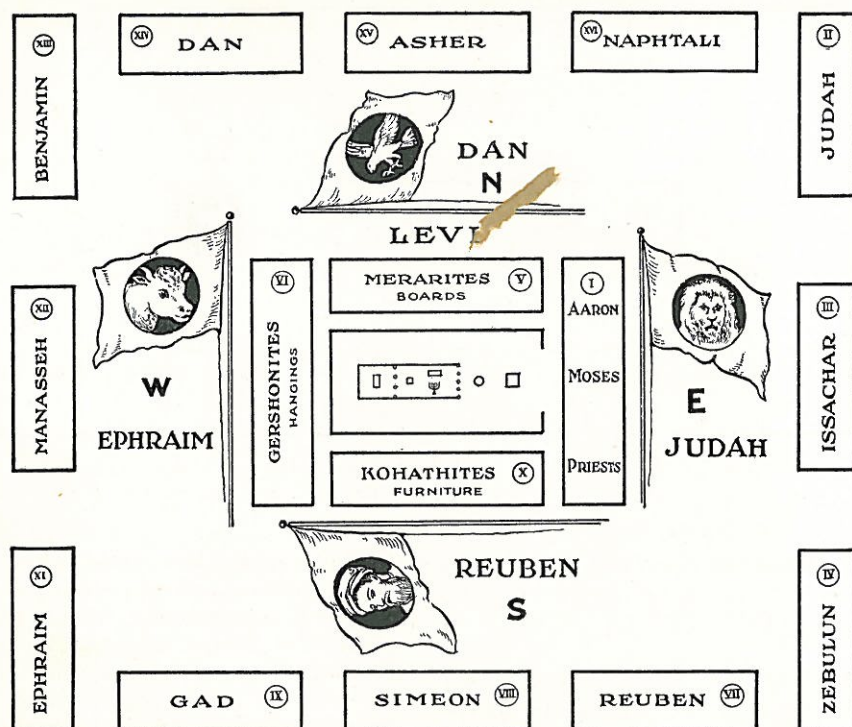 XIII
BENJAMIN
XIV DAN
XV ASHER
XVI NAPHTALI
II
JUDAH
DAN
N
LEVI
MERARITES V
BOARDS
VI
GERSHONITES
HANGINGS
I
AARON
MOSES
PRIESTS
XII
MANASSEH
W
EPHRAIM
E
JUDAH
III
ISSACHAR
KOHATHITES X
FURNITURE
REUBEN
S
XI
EPHRAIM
GAD IX
SIMEON VIII
REUBEN VII
IV
ZEBULUN